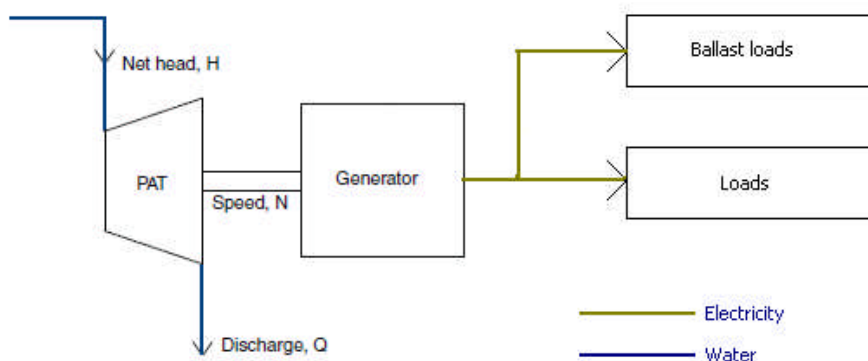 Ballast loads
Net head, H
PAT
Generator
Loads
Speed, N
Electricity
Discharge, Q
Water